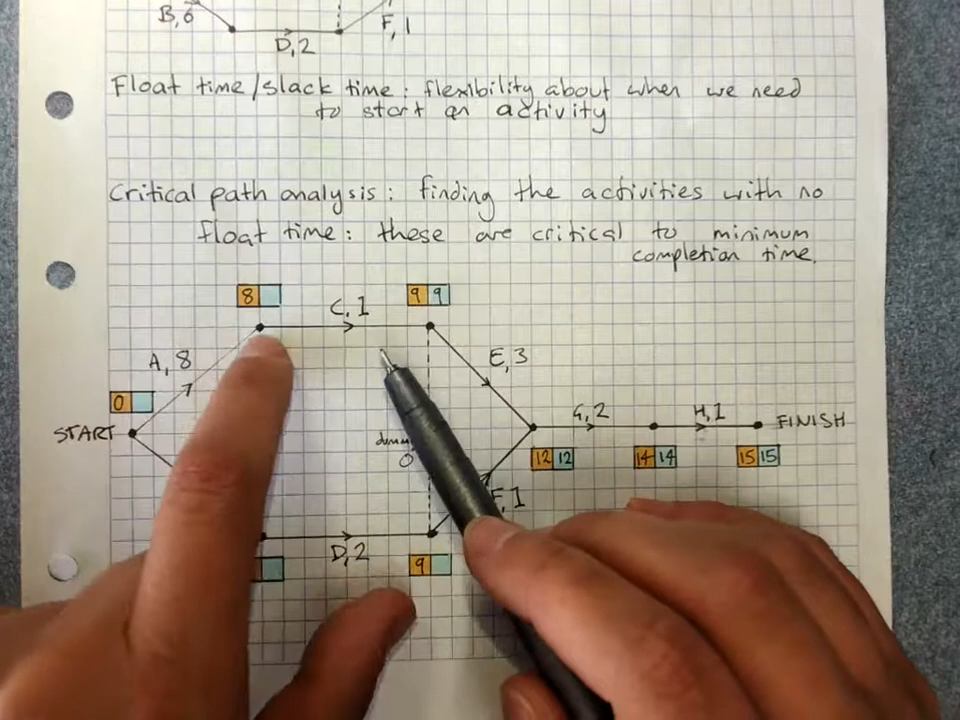 B, 6
D, 2
F, 1
Float time/slack time: flexibility about when we need
to start an activity
Critical path analysis: finding the activities with no
float time: these are critical to minimum
completion time.
8
C, 1
9 9
A, 8
E, 3
0
START
G, 2
H, 1
FINISH
0
12 12
14 14
15 15
F, 1
D, 2
9